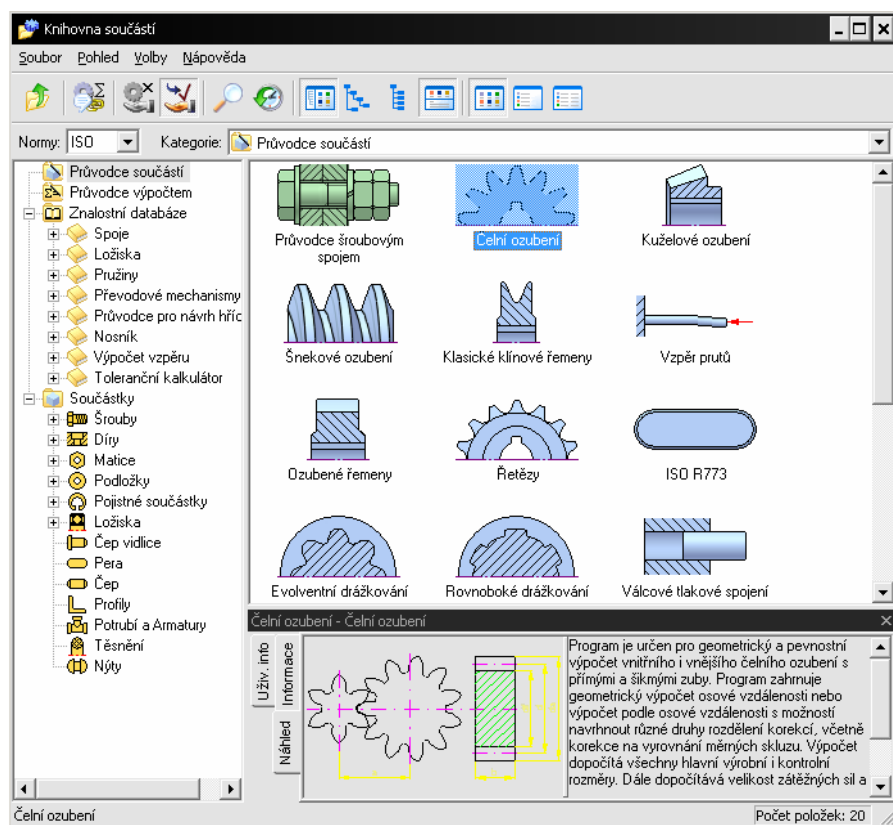 Knihovna součástí
Soubor Pohled Volby Nápověda
Normy: ISO Kategorie: Průvodce součástí
Průvodce součástí
Průvodce výpočtem
Znalostní databáze
Spoje
Ložiska
Pružiny
Převodové mechanismy
Průvodce pro návrh hříd
Nosník
Výpočet vzpěru
Toleranční kalkulátor
Součástky
Šrouby
Díry
Matice
Podložky
Pojistné součástky
Ložiska
Čep vidlice
Pera
Čep
Profily
Potrubí a Armatury
Těsnění
Nýty
Průvodce šroubovým
spojem
Čelní ozubení
Kuželové ozubení
Šnekové ozubení
Klasické klínové řemeny
Vzpěr prutů
Ozubené řemeny
Řetězy
ISO R773
Evolventní drážkování
Rovnoboké drážkování
Válcové tlakové spojení
Čelní ozubení - Čelní ozubení
Uživ. info
Informace
Náhled
Program je určen pro geometrický a pevnostní
výpočet vnitřního i vnějšího čelního ozubení s
přímými a šikmými zuby. Program zahrnuje
geometrický výpočet osové vzdálenosti nebo
výpočet podle osové vzdálenosti s možností
navrhnout různé druhy rozdělení korekcí, včetně
korekce na vyrovnání měrných skluzu. Výpočet
dopočítá všechny hlavní výrobní i kontrolní
rozměry. Dále dopočítává velikost zátěžných sil a
Čelní ozubení
Počet položek: 20